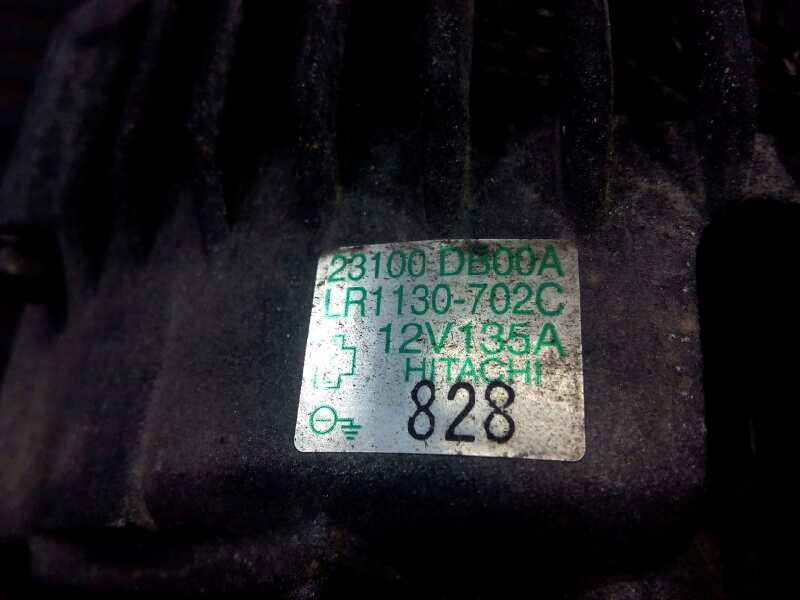 23100 DB00A
LR1130-702C
12V135A
HITACHI
828